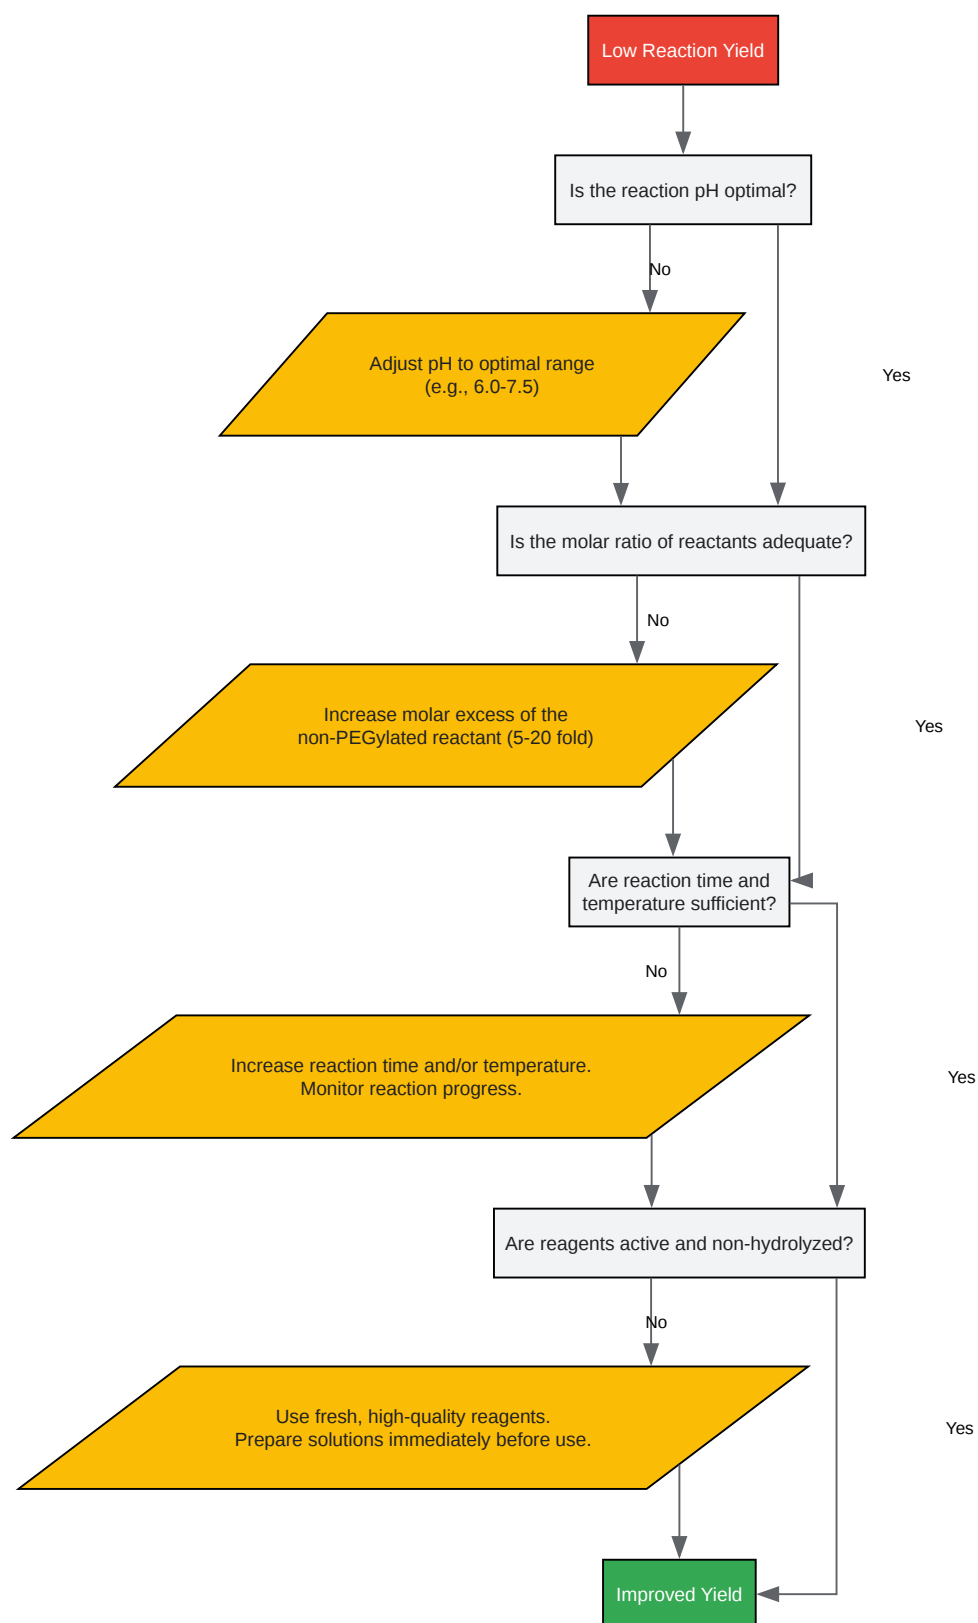 Low Reaction Yield
Is the reaction pH optimal?
No
Adjust pH to optimal range
(e.g., 6.0-7.5)
Yes
Is the molar ratio of reactants adequate?
No
Increase molar excess of the
non-PEGylated reactant (5-20 fold)
Yes
Are reaction time and
temperature sufficient?
No
Increase reaction time and/or temperature.
Monitor reaction progress.
Yes
Are reagents active and non-hydrolyzed?
No
Use fresh, high-quality reagents.
Prepare solutions immediately before use.
Yes
Improved Yield